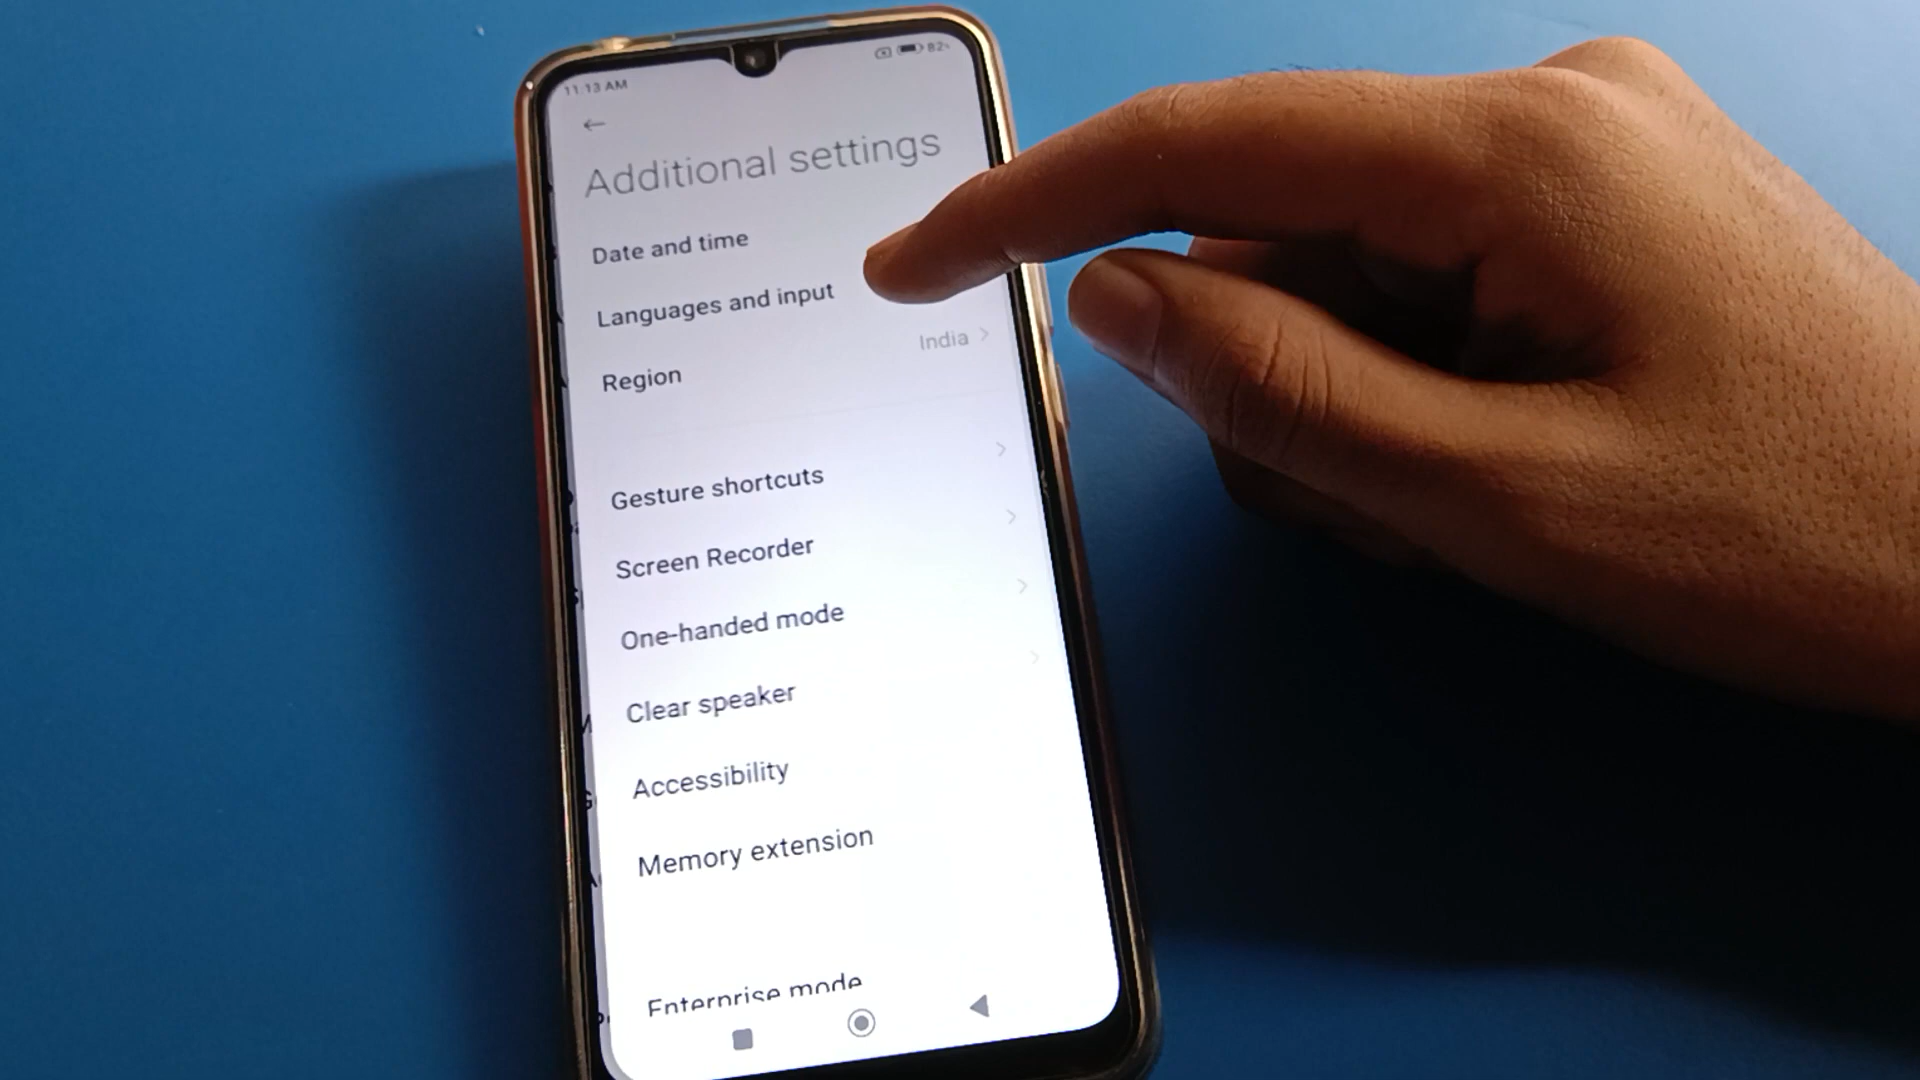 11:13 AM
82
Additional settings
Date and time
Languages and input
India
Region
Gesture shortcuts
Screen Recorder
One-handed mode
Clear speaker
Accessibility
Memory extension
Enterprise mode